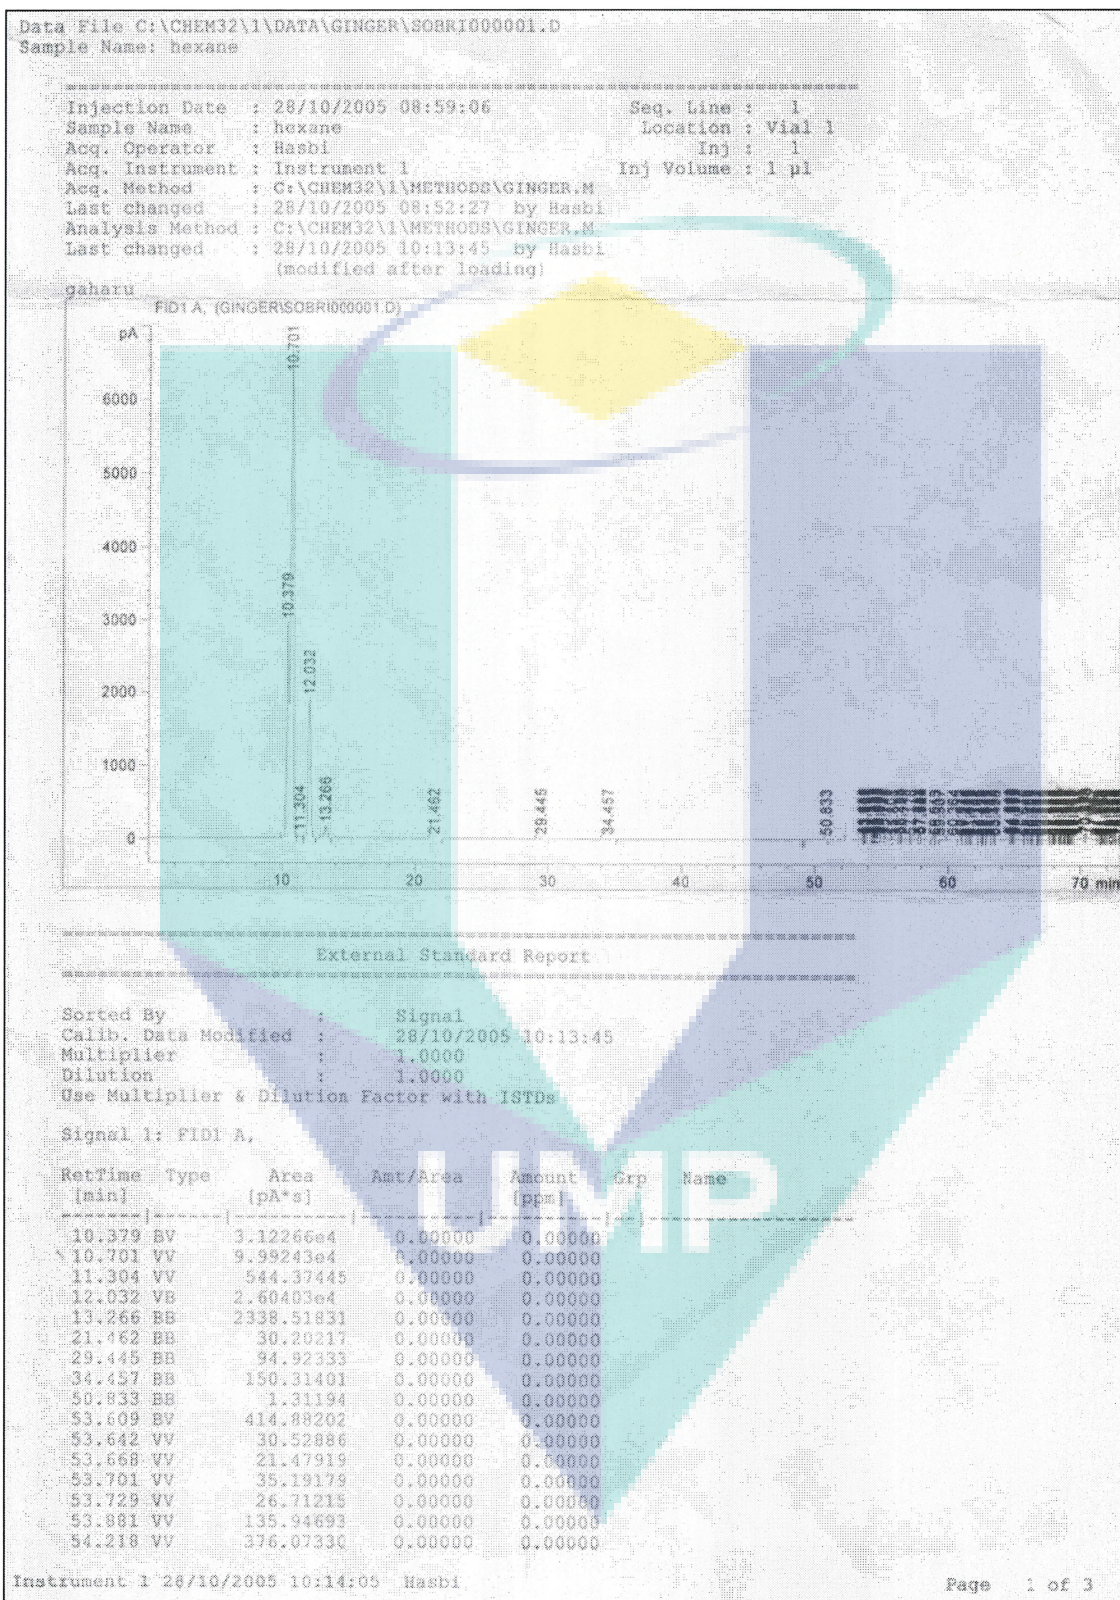 Data File C:\CHEM32\1\DATA\GINGER\SOBRI000001.D
Sample Name: hexane
Injection Date : 28/10/2005 08:59:06 Seq. Line : 1
Sample Name : hexane Location : Vial 1
Acq. Operator : Hasbi Inj : 1
Acq. Instrument : Instrument 1 Inj Volume : 1 µl
Acq. Method : C:\CHEM32\1\METHODS\GINGER.M
Last changed : 28/10/2005 08:52:27 by Hasbi
Analysis Method : C:\CHEM32\1\METHODS\GINGER.M
Last changed : 28/10/2005 10:13:45 by Hasbi
(modified after loading)
gaharu
FID1 A, (GINGER\SOBRI000001.D)
pA
10.701
6000
5000
4000
10.379
3000
12.032
2000
1000
11.304
13.266
21.462
29.445
34.457
50.833
0
10 20 30 40 50 60 70 min
External Standard Report
Sorted By : Signal
Calib. Data Modified : 28/10/2005 10:13:45
Multiplier : 1.0000
Dilution : 1.0000
Use Multiplier & Dilution Factor with ISTDs
Signal 1: FID1 A,
RetTime Type Area Amt/Area Amount Grp Name
[min] [pA*s] [ppm]
10.379 BV 3.12266e4 0.00000 0.00000
10.701 VV 9.99243e4 0.00000 0.00000
11.304 VV 544.37445 0.00000 0.00000
12.032 VB 2.60403e4 0.00000 0.00000
13.266 BB 2338.51831 0.00000 0.00000
21.462 BB 30.20217 0.00000 0.00000
29.445 BB 94.92333 0.00000 0.00000
34.457 BB 150.31401 0.00000 0.00000
50.833 BB 1.31194 0.00000 0.00000
53.609 BV 414.88202 0.00000 0.00000
53.642 VV 30.52886 0.00000 0.00000
53.668 VV 21.47919 0.00000 0.00000
53.701 VV 35.19179 0.00000 0.00000
53.729 VV 26.71215 0.00000 0.00000
53.881 VV 135.94693 0.00000 0.00000
54.218 VV 376.07330 0.00000 0.00000
UMP
Instrument 1 28/10/2005 10:14:05 Hasbi Page 1 of 3